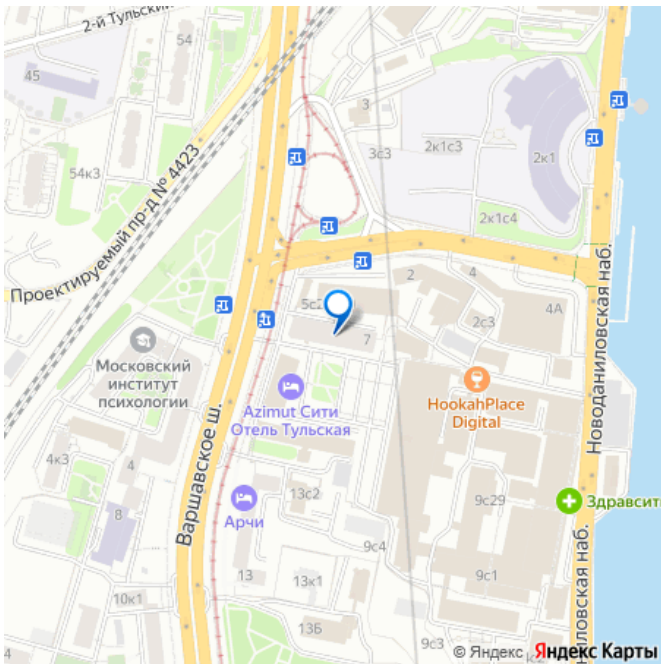 2-й Тульский
54
45
3
3с3
2к1с3
2к1
54к3
Проектируемый пр-д № 4423
2к1с4
Новоданиловская наб.
2
4
4А
5с2
7
2с3
Московский
институт
психологии
Azimut Сити
Отель Тульская
HookahPlace
Digital
Варшавское ш.
4к3
4
8
Арчи
13с2
9с29
Здравсити
9с4
13
13к1
9с1
10к1
13Б
9с3
иловская наб.
© Яндекс Яндекс Карты